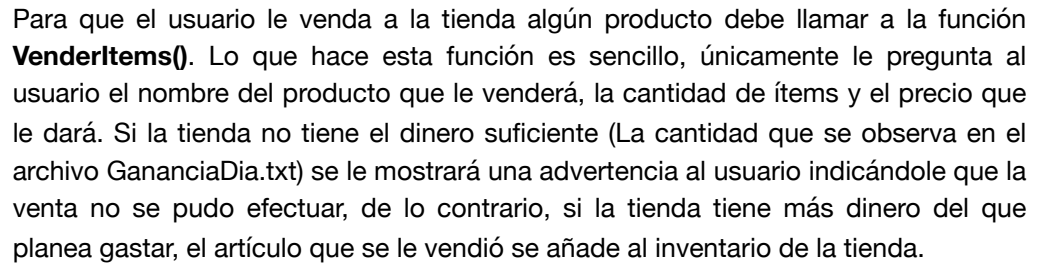 Para que el usuario le venda a la tienda algún producto debe llamar a la función
VenderItems(). Lo que hace esta función es sencillo, únicamente le pregunta al
usuario el nombre del producto que le venderá, la cantidad de ítems y el precio que
le dará. Si la tienda no tiene el dinero suficiente (La cantidad que se observa en el
archivo GananciaDia.txt) se le mostrará una advertencia al usuario indicándole que la
venta no se pudo efectuar, de lo contrario, si la tienda tiene más dinero del que
planea gastar, el artículo que se le vendió se añade al inventario de la tienda.